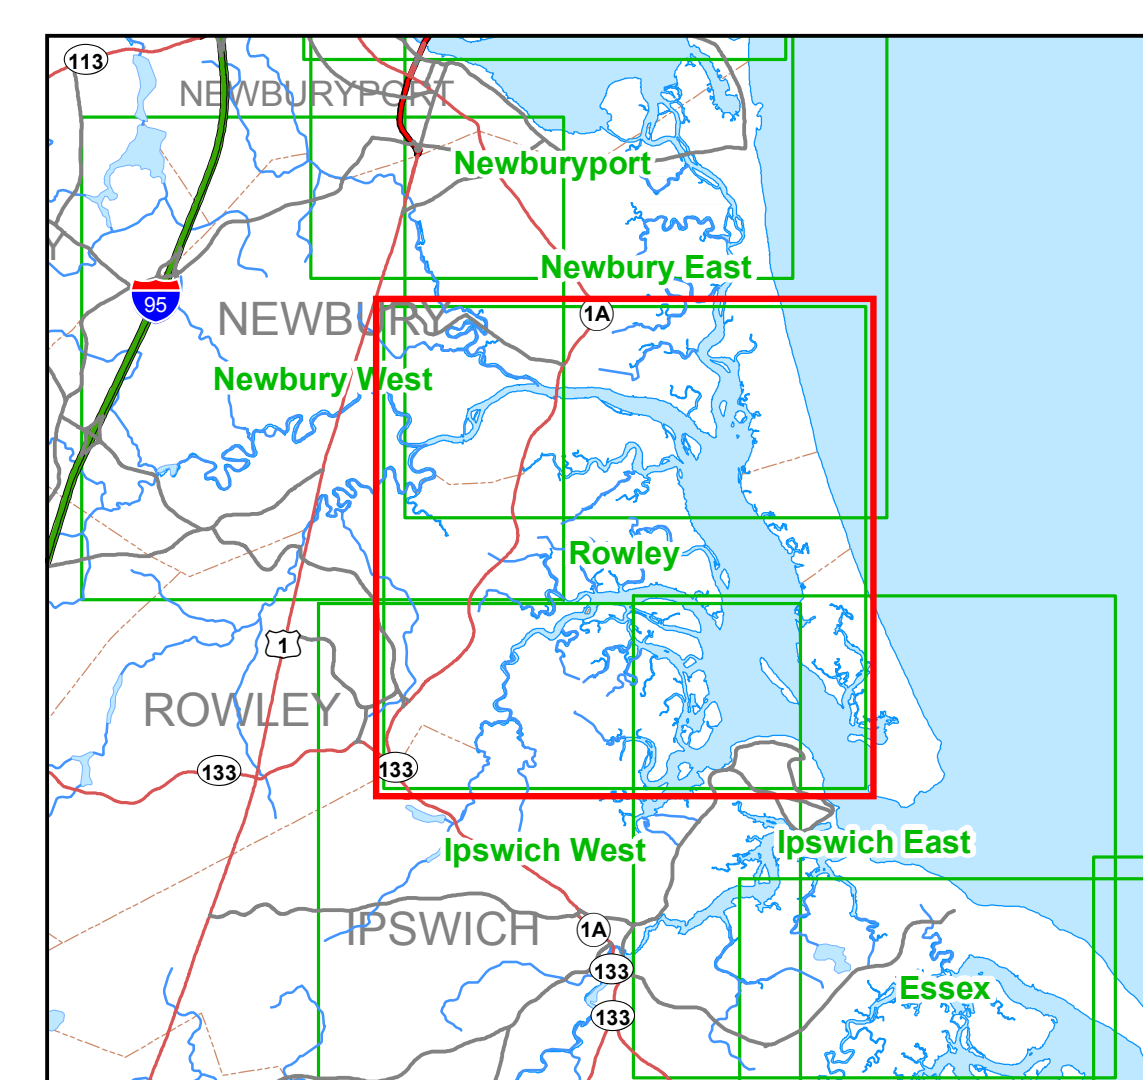 113
NEWBURYPORT
Newburyport
Newbury East
95
NEWBURY
1A
Newbury West
Rowley
1
ROWLEY
133
133
Ipswich West
Ipswich East
IPSWICH
1A
133
Essex
133